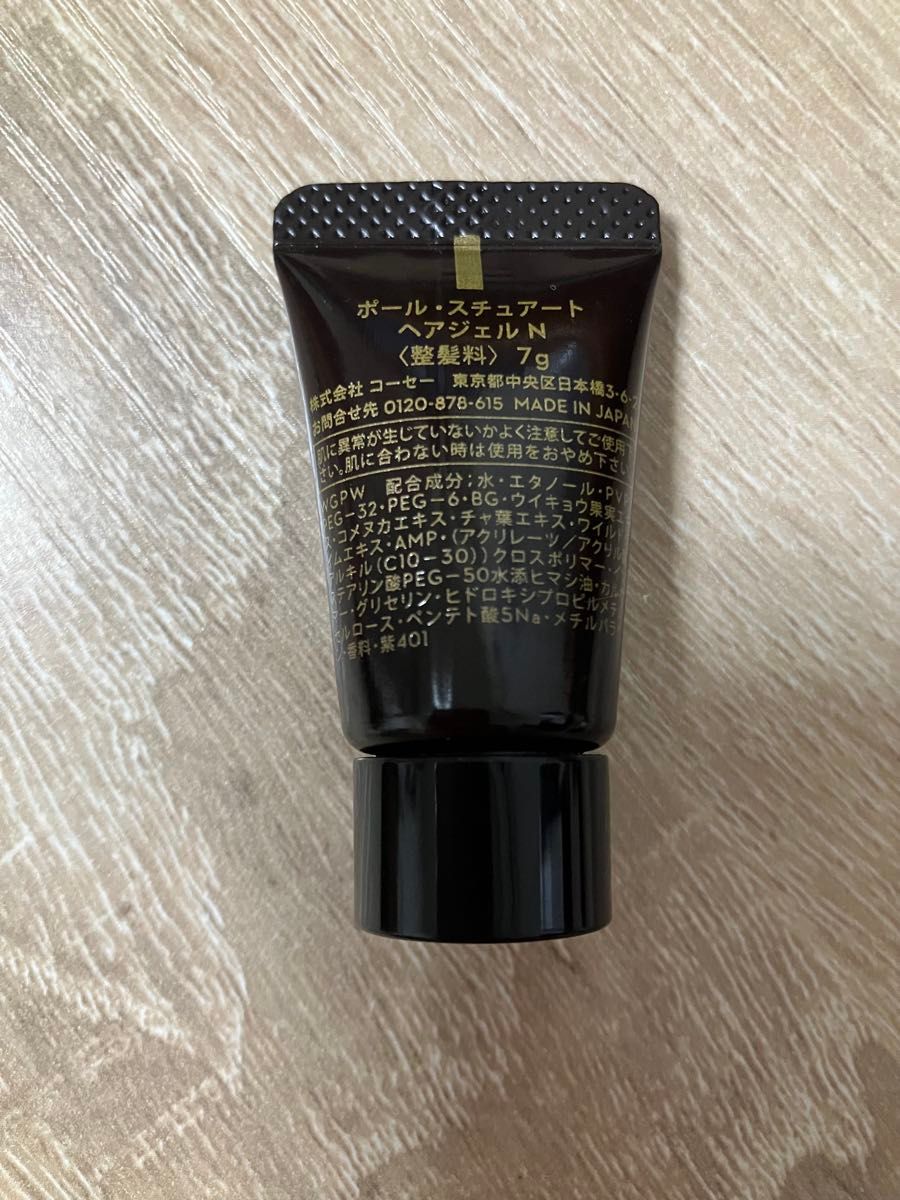 ポール・スチュアート
ヘアジェル N
〈整髪料〉 7g
株式会社 コーセー 東京都中央区日本橋3-6-2
お問合せ先 0120-878-615 MADE IN JAPAN
肌に異常が生じていないかよく注意してご使用下
さい。肌に合わない時は使用をおやめ下さい。
WGPW 配合成分:水・エタノール・PV
PEG-32・PEG-6・BG・ウイキョウ果実エ
・コメヌカエキス・チャ葉エキス・ワイルド
ムエキス・AMP・(アクリレーツ/アクリル
アルキル(C10-30))クロスポリマー・
ステアリン酸PEG-50水添ヒマシ油・カ
ー・グリセリン・ヒドロキシプロピルメチ
セルロース・ペンテト酸5Na・メチルパラ
ン・香料・紫401